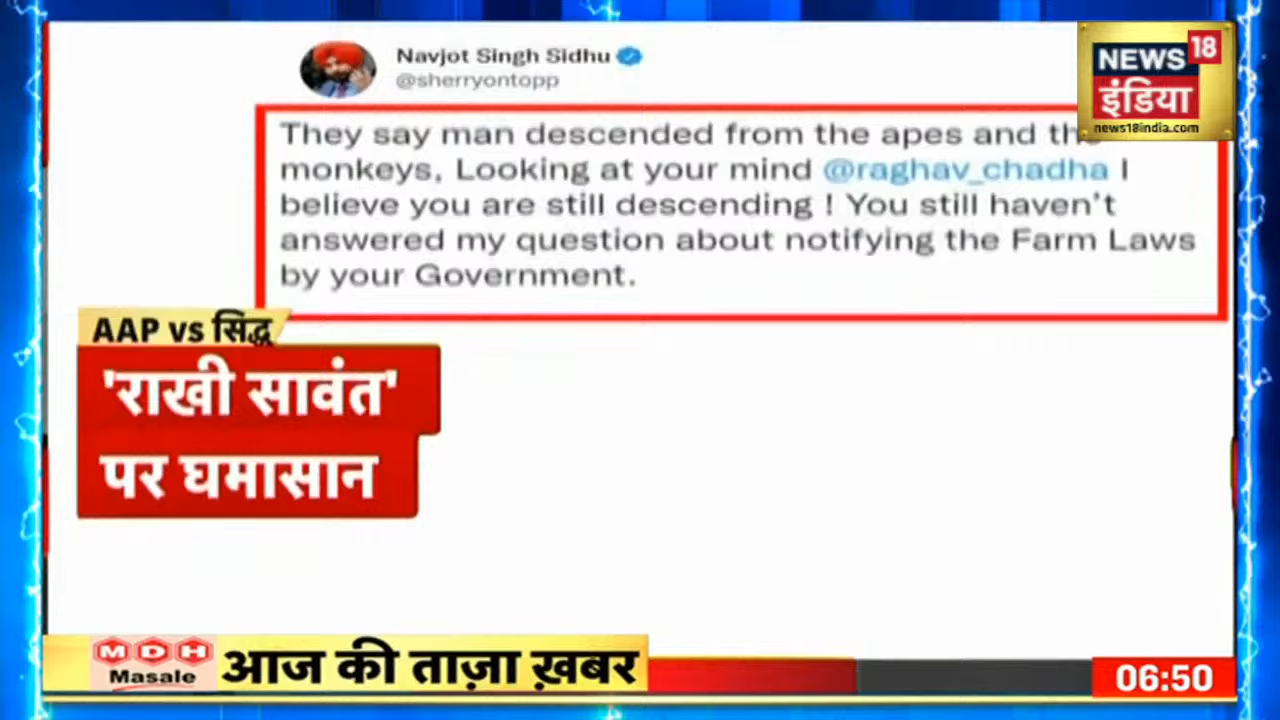 Navjot Singh Sidhu
@sherryontopp
NEWS 18
इंडिया
news18india.com
They say man descended from the apes and
monkeys, Looking at your mind @raghav_chadha I
believe you are still descending ! You still haven't
answered my question about notifying the Farm Laws
by your Government.
AAP vs सिद्धू
'राखी सावंत'
पर घमासान
MDH
Masale
आज की ताज़ा ख़बर
06:50